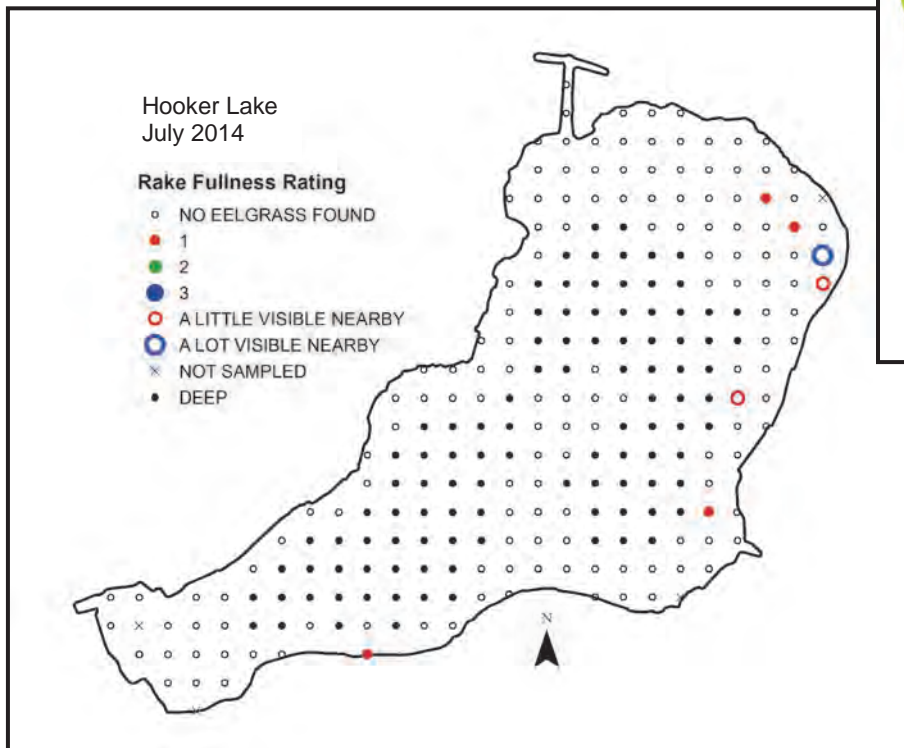 Hooker Lake
July 2014
Rake Fullness Rating
NO EELGRASS FOUND
1
2
3
A LITTLE VISIBLE NEARBY
A LOT VISIBLE NEARBY
NOT SAMPLED
DEEP
N